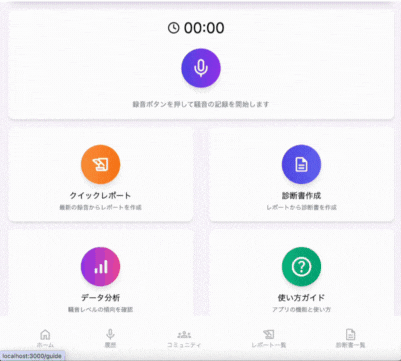 00:00
録音ボタンを押して騒音の記録を開始します
クイックレポート
最新の録音からレポートを作成
診断書作成
レポートから診断書を作成
データ分析
騒音レベルの傾向を確認
使い方ガイド
アプリの機能と使い方
ホーム
履歴
コミュニティ
レポート一覧
診断書一覧
localhost:3000/guide